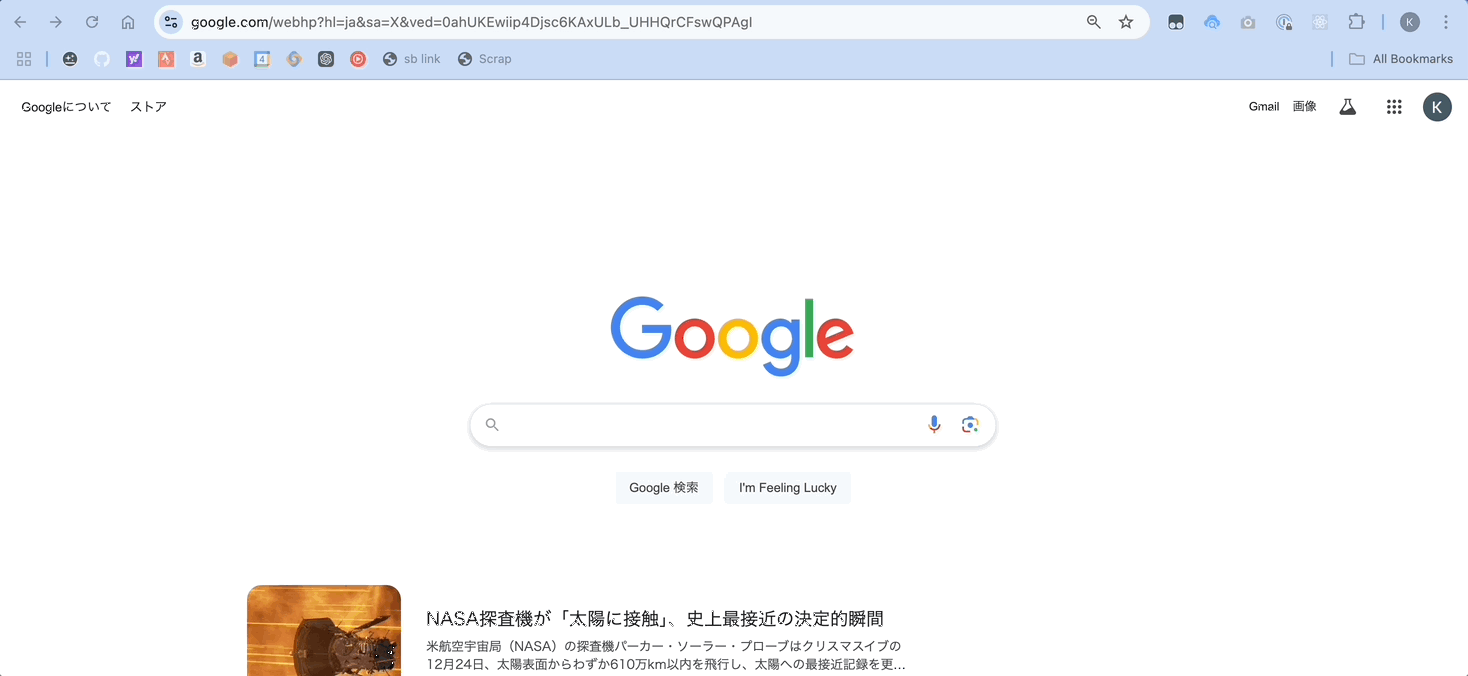 google.com/webhp?hl=ja&sa=X&ved=0ahUKEwiip4Djsc6KAxULb_UHHQrCFswQPAgI
K
sb link
Scrap
All Bookmarks
Googleについて
ストア
Gmail
画像
K
Google
Google 検索
I'm Feeling Lucky
NASA探査機が「太陽に接触」、史上最接近の決定的瞬間
米航空宇宙局（NASA）の探査機パーカー・ソーラー・プローブはクリスマスイブの
12月24日、太陽表面からわずか610万km以内を飛行し、太陽への最接近記録を更…